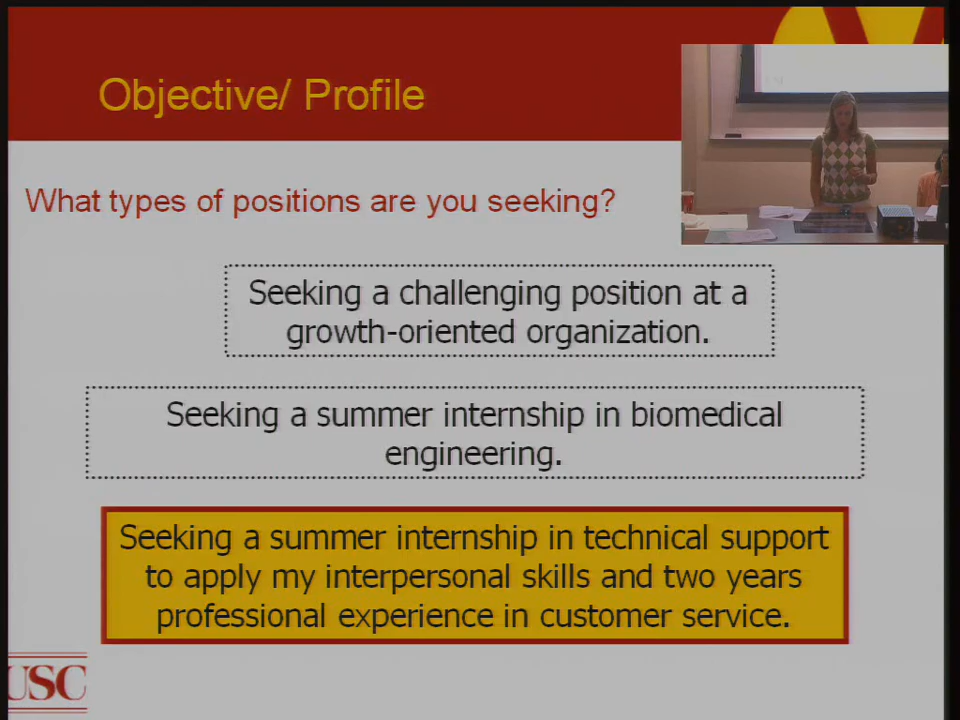 Objective/ Profile
What types of positions are you seeking?
Seeking a challenging position at a
growth-oriented organization.
Seeking a summer internship in biomedical
engineering.
Seeking a summer internship in technical support
to apply my interpersonal skills and two years
professional experience in customer service.
USC